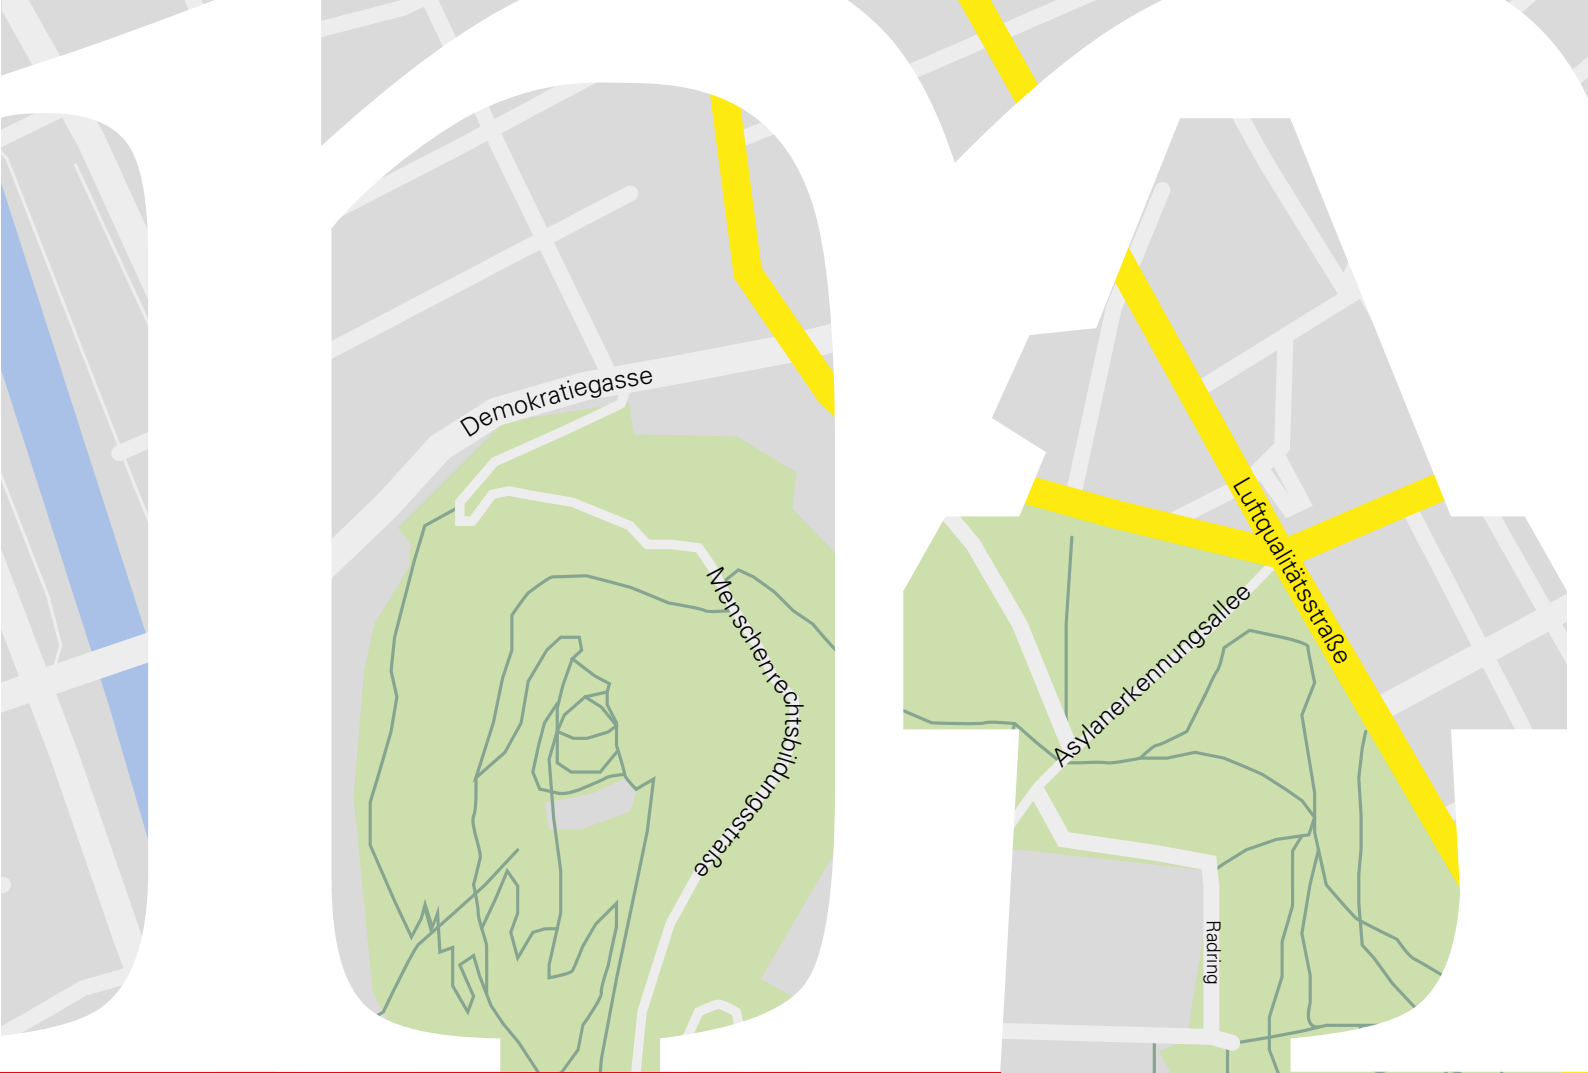 Demokratiegasse
Menschenrechtsbildungsstraße
Luftqualitätsstraße
Asylanerkennungsallee
Radring